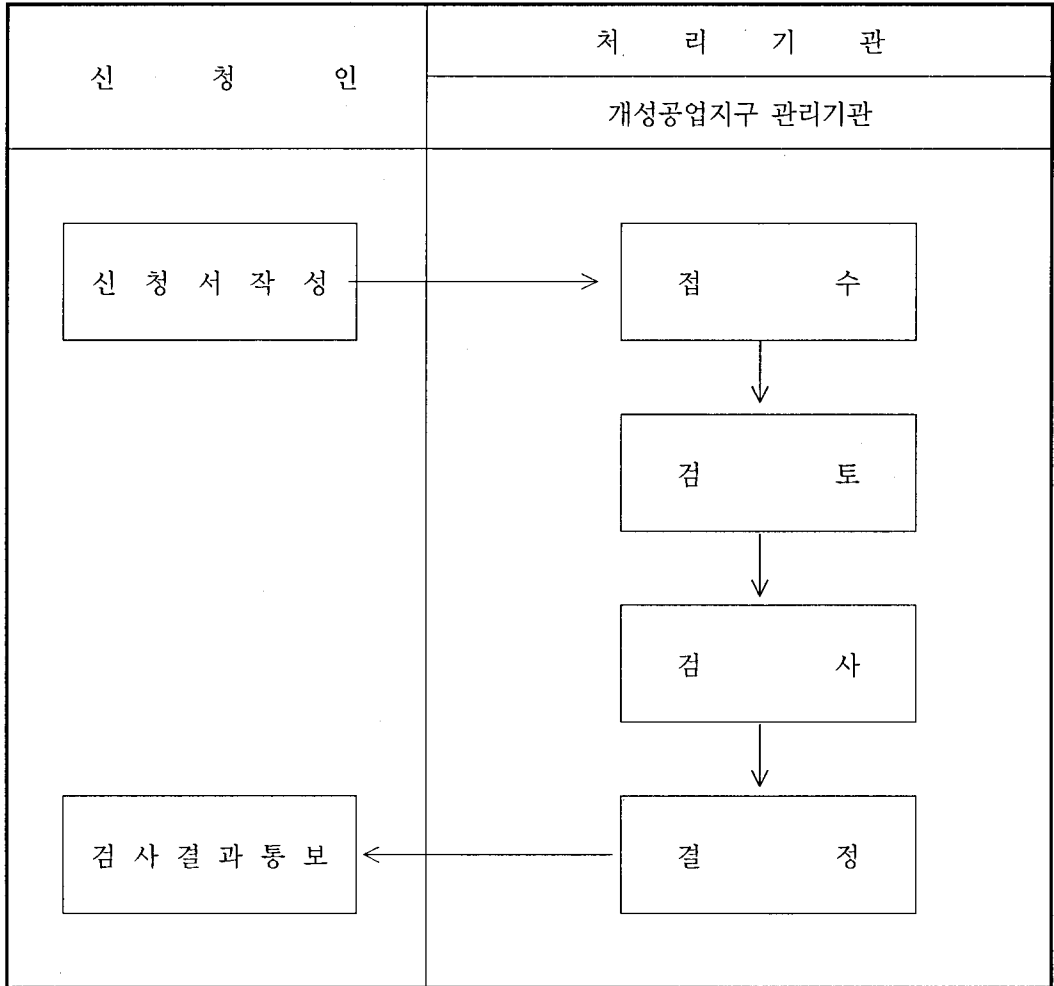 신 청 인
처 리 기 관
개성공업지구 관리기관
신 청 서 작 성
접 수
검 토
검 사
검 사 결 과 통 보
결 정